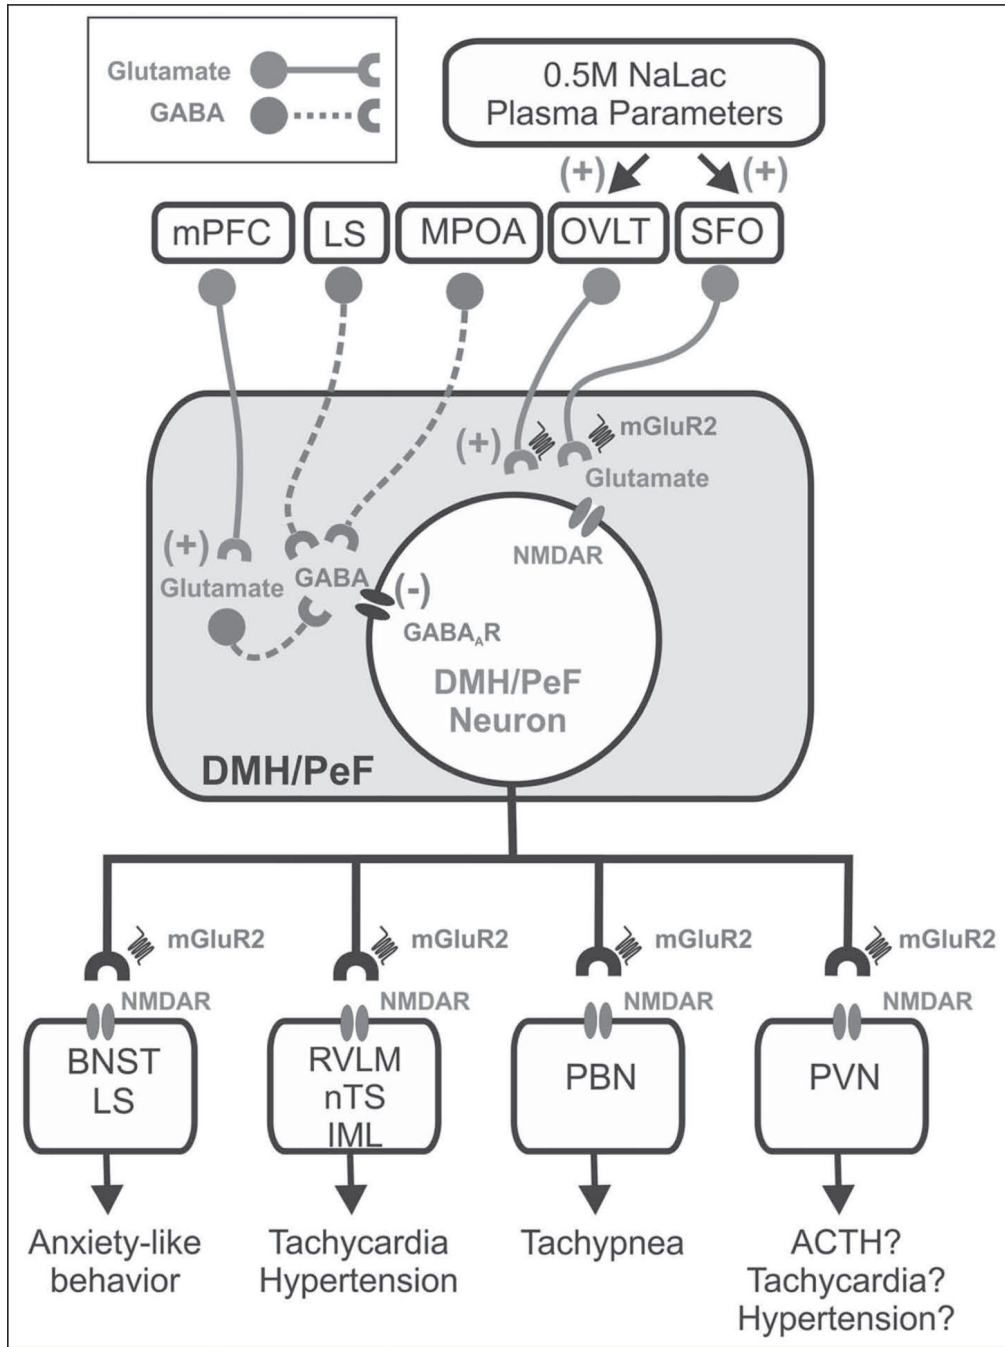 Glutamate
GABA
0.5M NaLac
Plasma Parameters
(+)
(+)
mPFC
LS
MPOA
OVLT
SFO
(+)
mGluR2
Glutamate
NMDAR
(+)
Glutamate
GABA
(-)
GABA_AR
DMH/PeF
Neuron
DMH/PeF
mGluR2
mGluR2
mGluR2
mGluR2
NMDAR
NMDAR
NMDAR
NMDAR
BNST
LS
RVLM
nTS
IML
PBN
PVN
Anxiety-like
behavior
Tachycardia
Hypertension
Tachypnea
ACTH?
Tachycardia?
Hypertension?